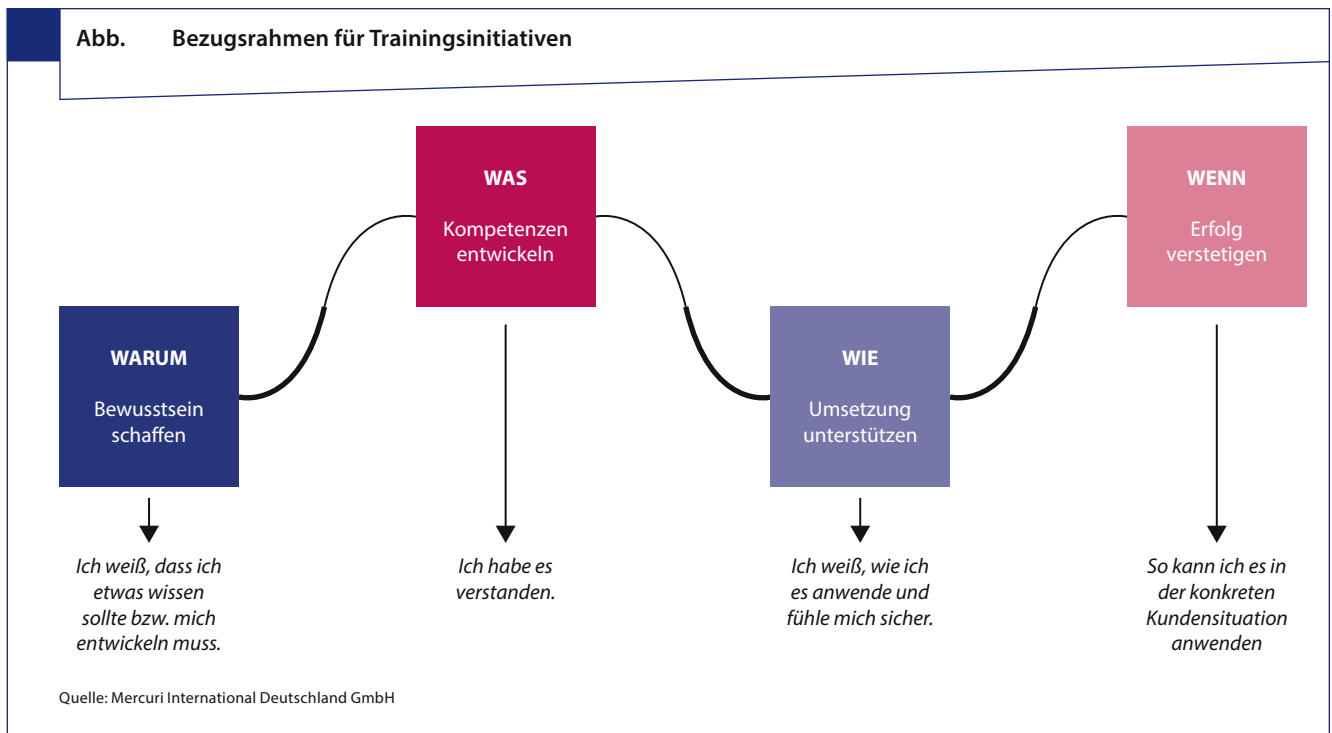 Abb. Bezugsrahmen für Trainingsinitiativen
WARUM
Bewusstsein
schaffen
Ich weiß, dass ich
etwas wissen
sollte bzw. mich
entwickeln muss.
WAS
Kompetenzen
entwickeln
Ich habe es
verstanden.
WIE
Umsetzung
unterstützen
Ich weiß, wie ich
es anwende und
fühle mich sicher.
WENN
Erfolg
verstetigen
So kann ich es in
der konkreten
Kundensituation
anwenden
Quelle: Mercuri International Deutschland GmbH